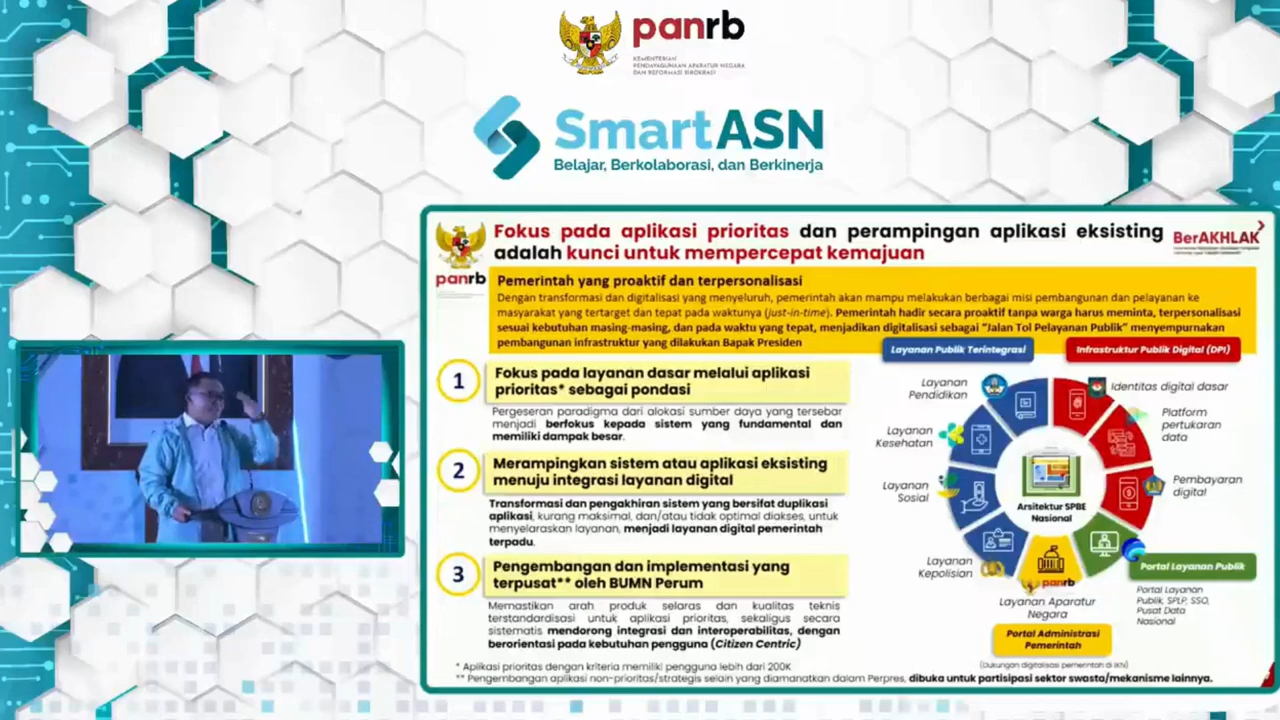 panrb
KEMENTERIAN
PENDAYAGUNAAN APARATUR NEGARA
DAN REFORMASI BIROKRASI
SmartASN
Belajar, Berkolaborasi, dan Berkinerja
Fokus pada aplikasi prioritas dan perampingan aplikasi eksisting
adalah kunci untuk mempercepat kemajuan
BerAKHLAK
panrb
Pemerintah yang proaktif dan terpersonalisasi
Dengan transformasi dan digitalisasi yang menyeluruh, pemerintah akan mampu melakukan berbagai misi pembangunan dan pelayanan ke
masyarakat yang tertarget dan tepat pada waktunya (just-in-time). Pemerintah hadir secara proaktif tanpa warga harus meminta, terpersonalisasi
sesuai kebutuhan masing-masing, dan pada waktu yang tepat, menjadikan digitalisasi sebagai “Jalan Tol Pelayanan Publik” menyempurnakan
pembangunan infrastruktur yang dilakukan Bapak Presiden
1
Fokus pada layanan dasar melalui aplikasi
prioritas* sebagai pondasi
Pergeseran paradigma dari alokasi sumber daya yang tersebar
menjadi berfokus kepada sistem yang fundamental dan
memiliki dampak besar.
2
Merampingkan sistem atau aplikasi eksisting
menuju integrasi layanan digital
Transformasi dan pengakhiran sistem yang bersifat duplikasi
aplikasi, kurang maksimal, dan/atau tidak optimal diakses, untuk
menyelaraskan layanan, menjadi layanan digital pemerintah
terpadu.
3
Pengembangan dan implementasi yang
terpusat** oleh BUMN Perum
Memastikan arah produk selaras dan kualitas teknis
terstandardisasi untuk aplikasi prioritas, sekaligus secara
sistematis mendorong integrasi dan interoperabilitas, dengan
berorientasi pada kebutuhan pengguna (Citizen Centric)
Layanan Publik Terintegrasi
Infrastruktur Publik Digital (DPI)
Layanan
Pendidikan
Identitas digital dasar
Layanan
Kesehatan
Platform
pertukaran
data
Layanan
Sosial
Pembayaran
digital
Arsitektur SPBE
Nasional
Layanan
Kepolisian
Portal Layanan Publik
panrb
Portal Layanan
Publik, SPLP, SSO,
Pusat Data
Nasional
Layanan Aparatur
Negara
Portal Administrasi
Pemerintah
(Dukungan digitalisasi pemerintah di IKN)
* Aplikasi prioritas dengan kriteria memiliki pengguna lebih dari 200K
** Pengembangan aplikasi non-prioritas/strategis selain yang diamanatkan dalam Perpres, dibuka untuk partisipasi sektor swasta/mekanisme lainnya.